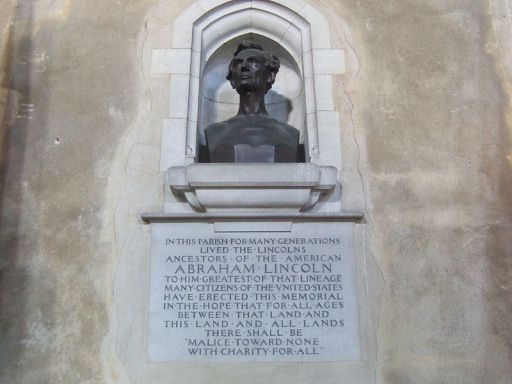 IN·THIS PARISH·FOR·MANY·GENERATIONS
LIVED·THE·LINCOLNS
ANCESTORS·OF·THE·AMERICAN
ABRAHAM·LINCOLN
TO·HIM,GREATEST·OF·THAT·LINEAGE
MANY·CITIZENS·OF·THE·VNITED·STATES
HAVE·ERECTED·THIS·MEMORIAL
IN·THE·HOPE·THAT·FOR·ALL·AGES
BETWEEN·THAT·LAND·AND
THIS·LAND·AND·ALL·LANDS
THERE·SHALL·BE
"MALICE·TOWARD·NONE
WITH·CHARITY·FOR·ALL"